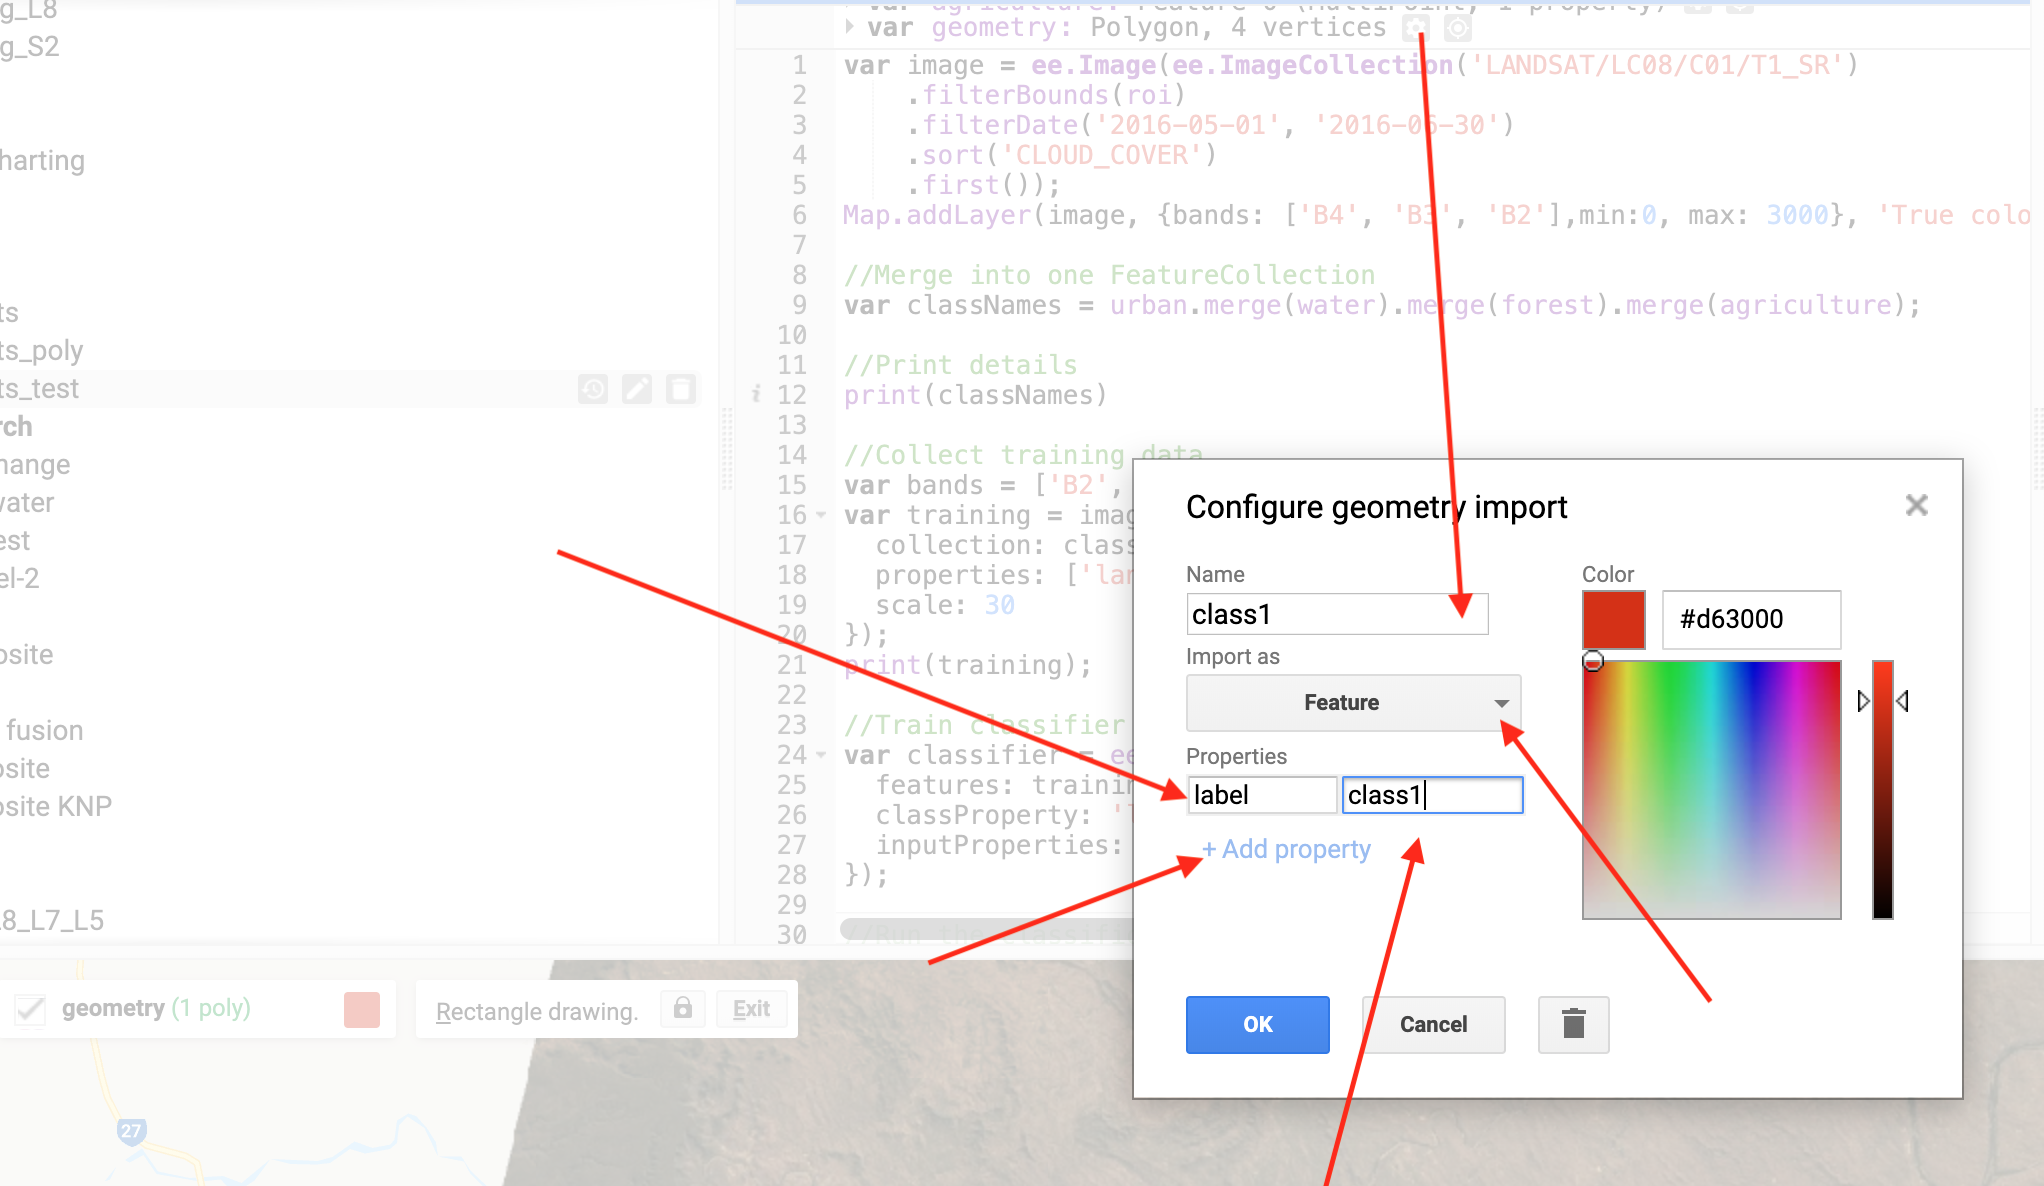 g_L8
g_S2
harting
ts
ts_poly
ts_test
rch
hange
vater
est
el-2
osite
fusion
osite
osite KNP
.8_L7_L5
var geometry: Polygon, 4 vertices
1 var image = ee.Image(ee.ImageCollection('LANDSAT/LC08/C01/T1_SR')
2 .filterBounds(roi)
3 .filterDate('2016-05-01', '2016-06-30')
4 .sort('CLOUD_COVER')
5 .first());
6 Map.addLayer(image, {bands: ['B4', 'B3', 'B2'],min:0, max: 3000}, 'True colo
7
8 //Merge into one FeatureCollection
9 var classNames = urban.merge(water).merge(forest).merge(agriculture);
10
11 //Print details
i 12 print(classNames)
13
14 //Collect training data
15 var bands = ['B2',
16 var training = imag
17 collection: class
18 properties: ['lan
19 scale: 30
20 });
21 print(training);
22
23 //Train classifier
24 var classifier = ee
25 features: trainin
26 classProperty: 'l
27 inputProperties:
28 });
29
30 //Run the classifi
Configure geometry import
Name
class1
Import as
Feature
Properties
label class1
+ Add property
Color
#d63000
OK Cancel
geometry (1 poly)
Rectangle drawing. Exit
27